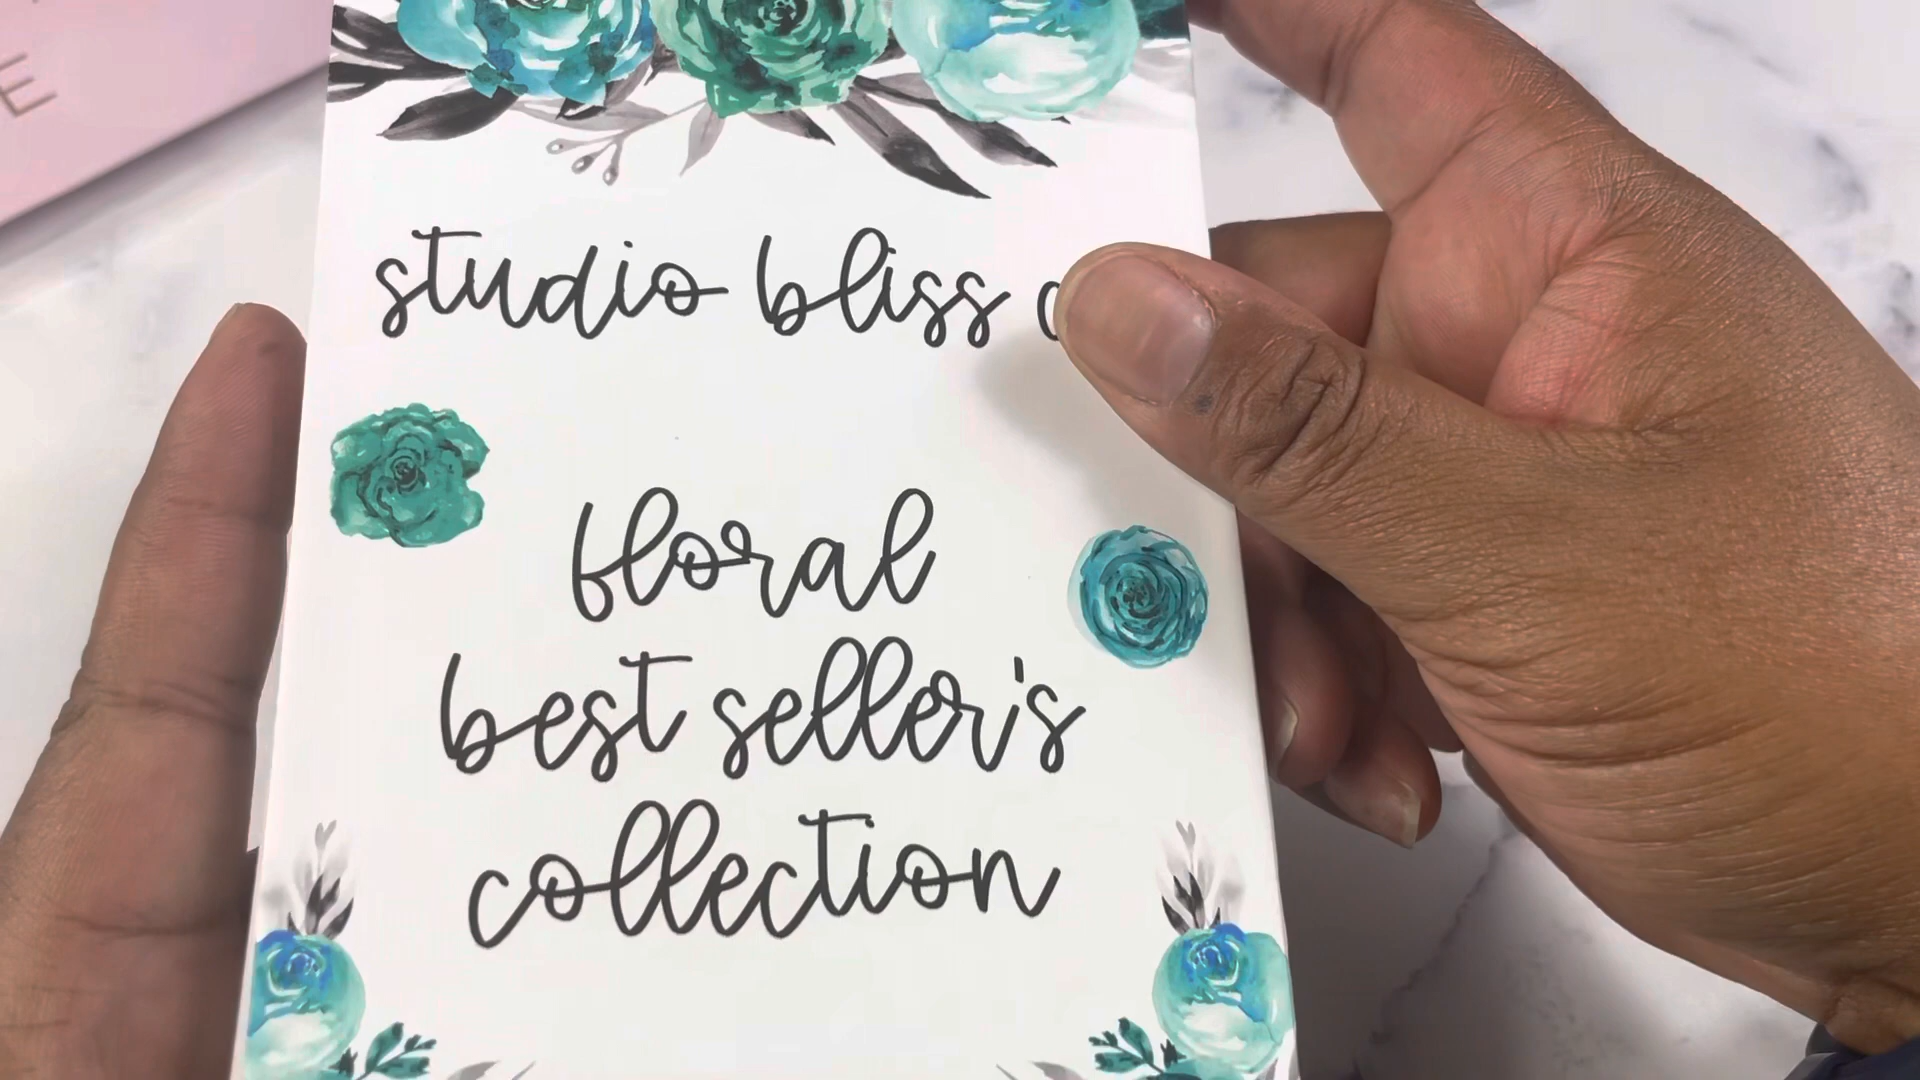 E
studio bliss c
floral
best seller's
collection